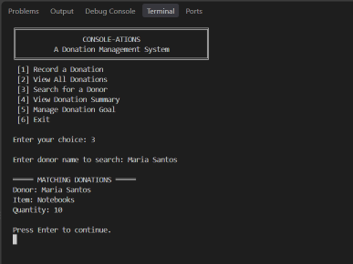 Problems Output Debug Console Terminal Ports
CONSOLE-ATIONS
A Donation Management System
[1] Record a Donation
[2] View All Donations
[3] Search for a Donor
[4] View Donation Summary
[5] Manage Donation Goal
[6] Exit
Enter your choice: 3
Enter donor name to search: Maria Santos
===== MATCHING DONATIONS =====
Donor: Maria Santos
Item: Notebooks
Quantity: 10
Press Enter to continue.